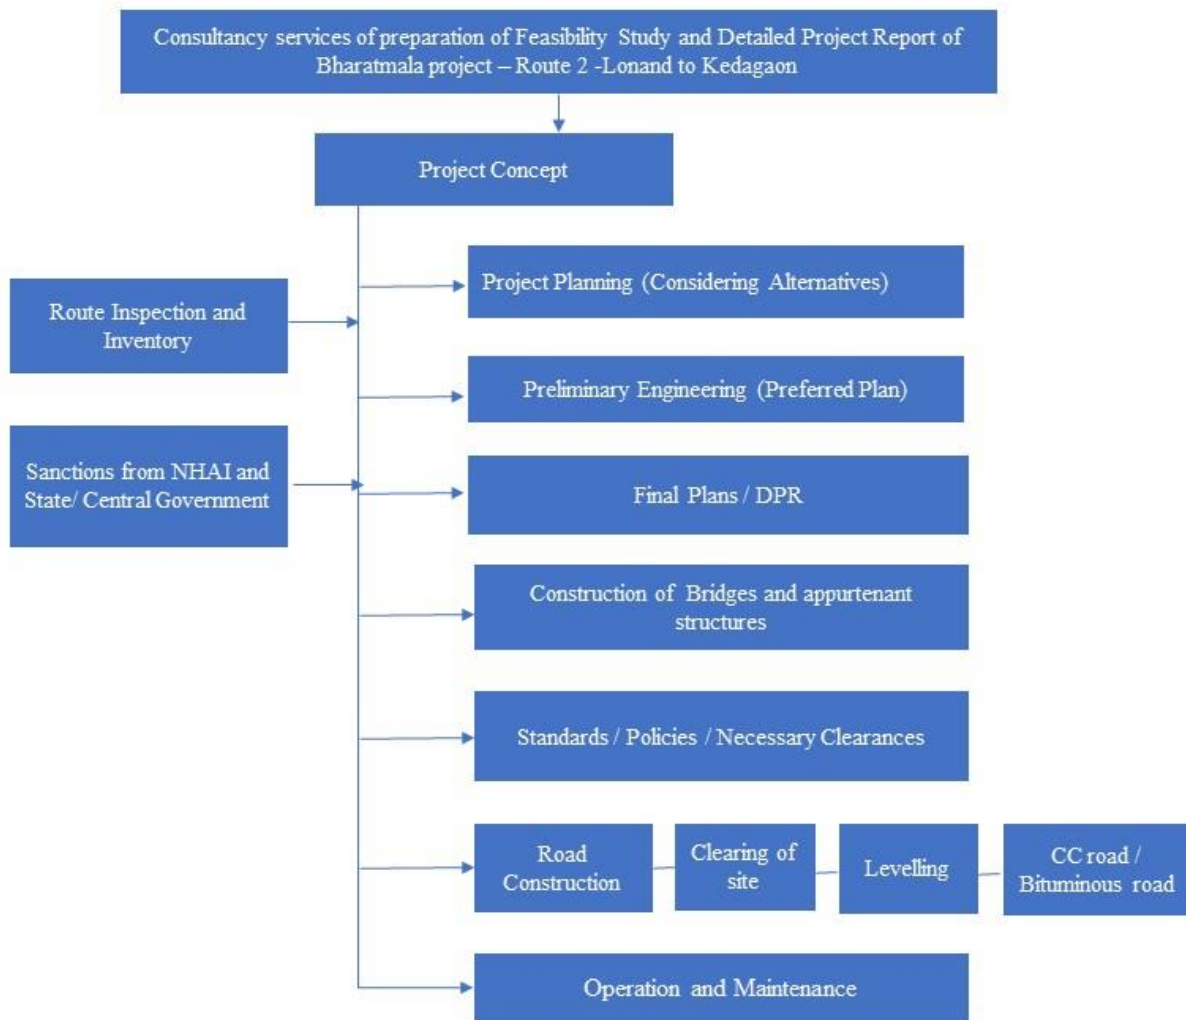 Consultancy services of preparation of Feasibility Study and Detailed Project Report of
Bharatmala project – Route 2 -Lonand to Kedagaon
Project Concept
Project Planning (Considering Alternatives)
Route Inspection and
Inventory
Preliminary Engineering (Preferred Plan)
Sanctions from NHAI and
State/ Central Government
Final Plans / DPR
Construction of Bridges and appurtenant
structures
Standards / Policies / Necessary Clearances
Road
Construction
Clearing of
site
Levelling
CC road /
Bituminous road
Operation and Maintenance